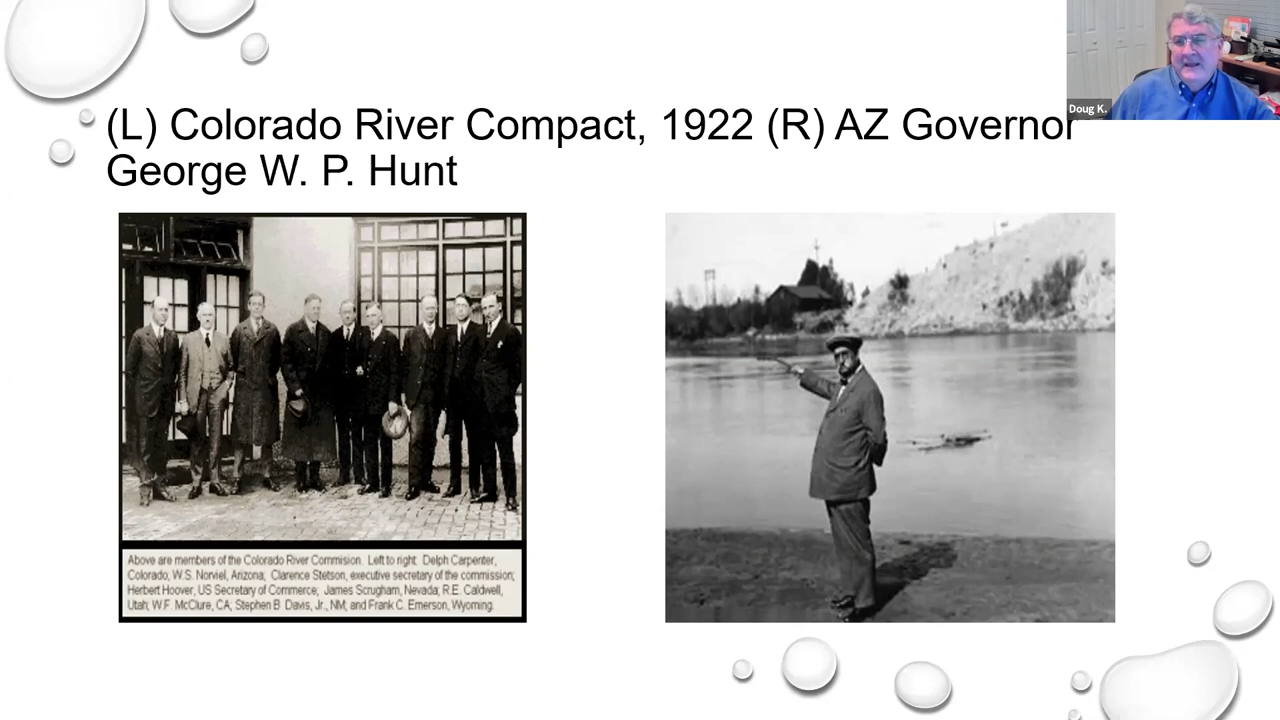 (L) Colorado River Compact, 1922 (R) AZ Governor
George W. P. Hunt
Doug K.
Above are members of the Colorado River Commision. Left to right: Delph Carpenter,
Colorado; W.S. Norviel, Arizona; Clarence Stetson, executive secretary of the commission;
Herbert Hoover, US Secretary of Commerce; James Scrugham, Nevada; R.E. Caldwell,
Utah; W.F. McClure, CA; Stephen B. Davis, Jr., NM; and Frank C. Emerson, Wyoming.